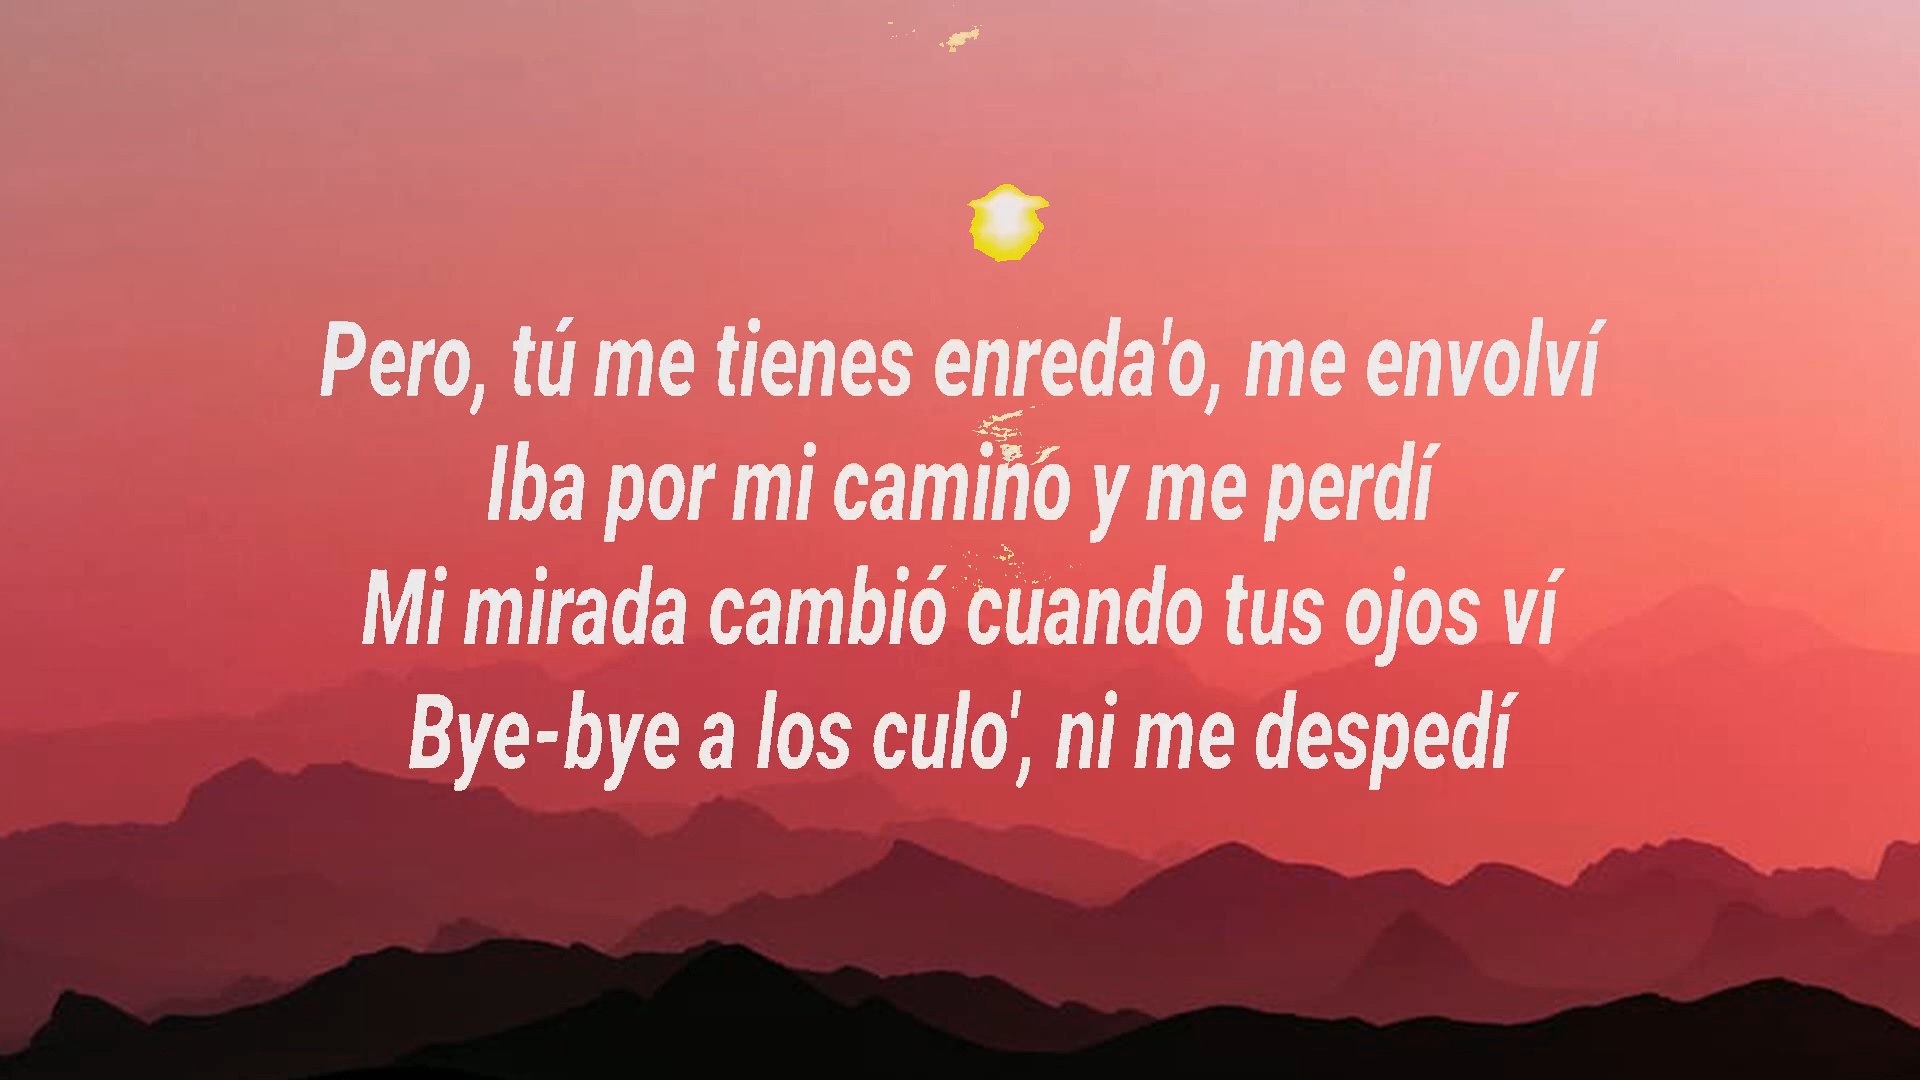 Pero, tú me tienes enreda'o, me envolví
Iba por mi camino y me perdí
Mi mirada cambió cuando tus ojos ví
Bye-bye a los culo', ni me despedí